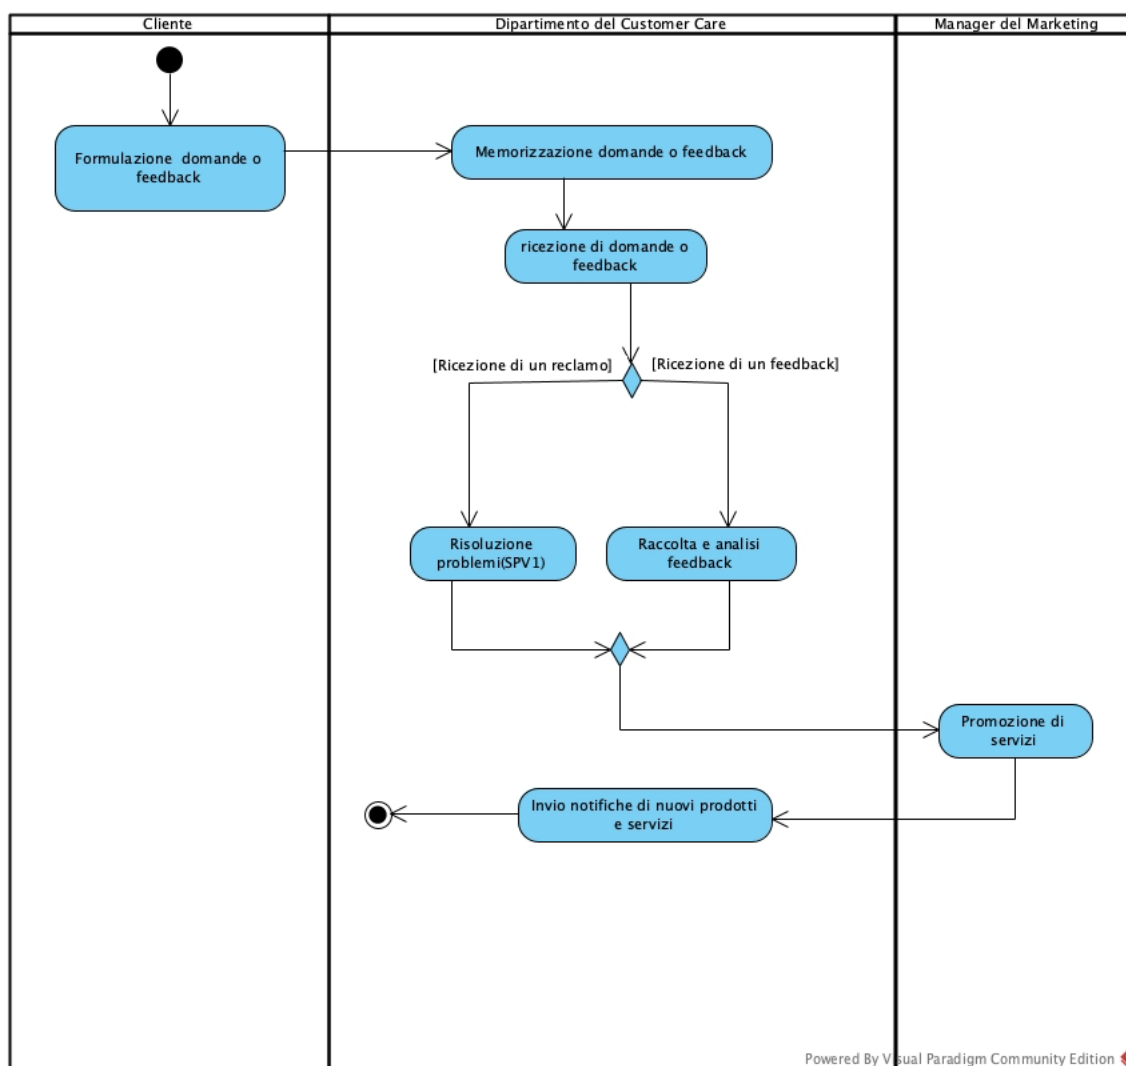 Cliente
Dipartimento del Customer Care
Manager del Marketing
Formulazione domande o
feedback
Memorizzazione domande o feedback
ricezione di domande o
feedback
[Ricezione di un reclamo]
[Ricezione di un feedback]
Risoluzione
problemi(SPV1)
Raccolta e analisi
feedback
Promozione di
servizi
Invio notifiche di nuovi prodotti
e servizi
Powered By Visual Paradigm Community Edition